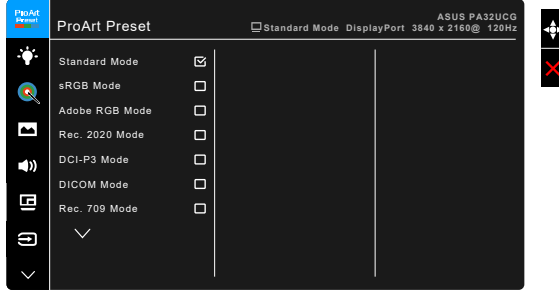 ProArt
Preset
ProArt Preset
ASUS PA32UCG
Standard Mode DisplayPort 3840 x 2160@ 120Hz
Standard Mode
sRGB Mode
Adobe RGB Mode
Rec. 2020 Mode
DCI-P3 Mode
DICOM Mode
Rec. 709 Mode